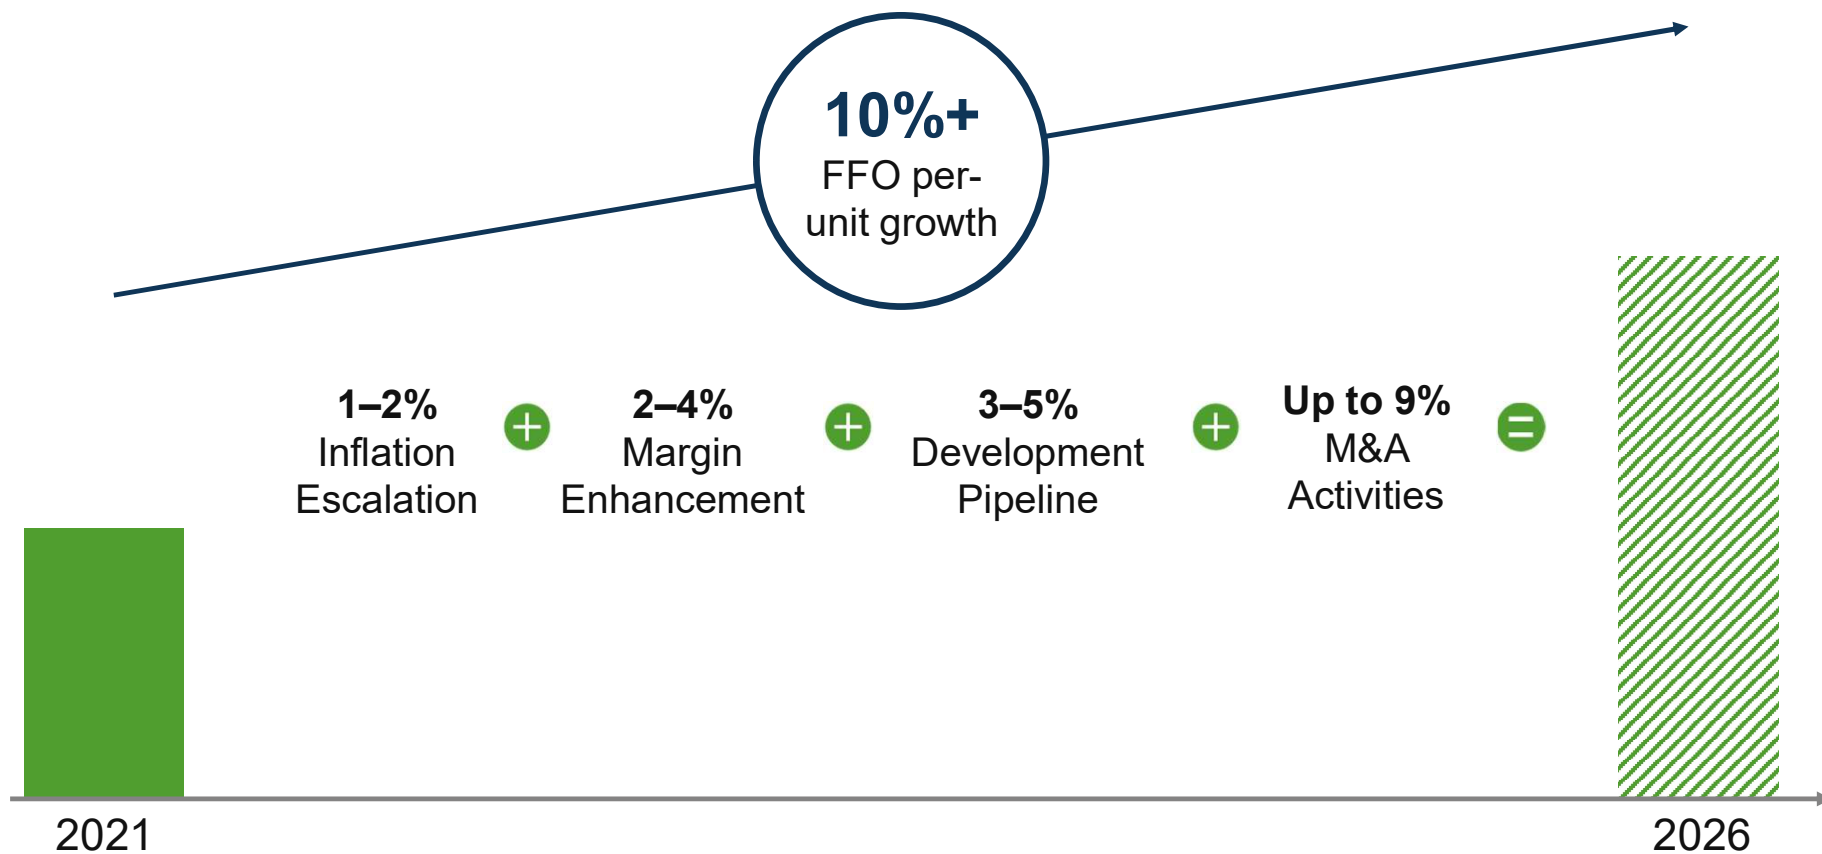 10%+
FFO per-
unit growth
1–2%
Inflation
Escalation
2–4%
Margin
Enhancement
3–5%
Development
Pipeline
Up to 9%
M&A
Activities
2021
2026